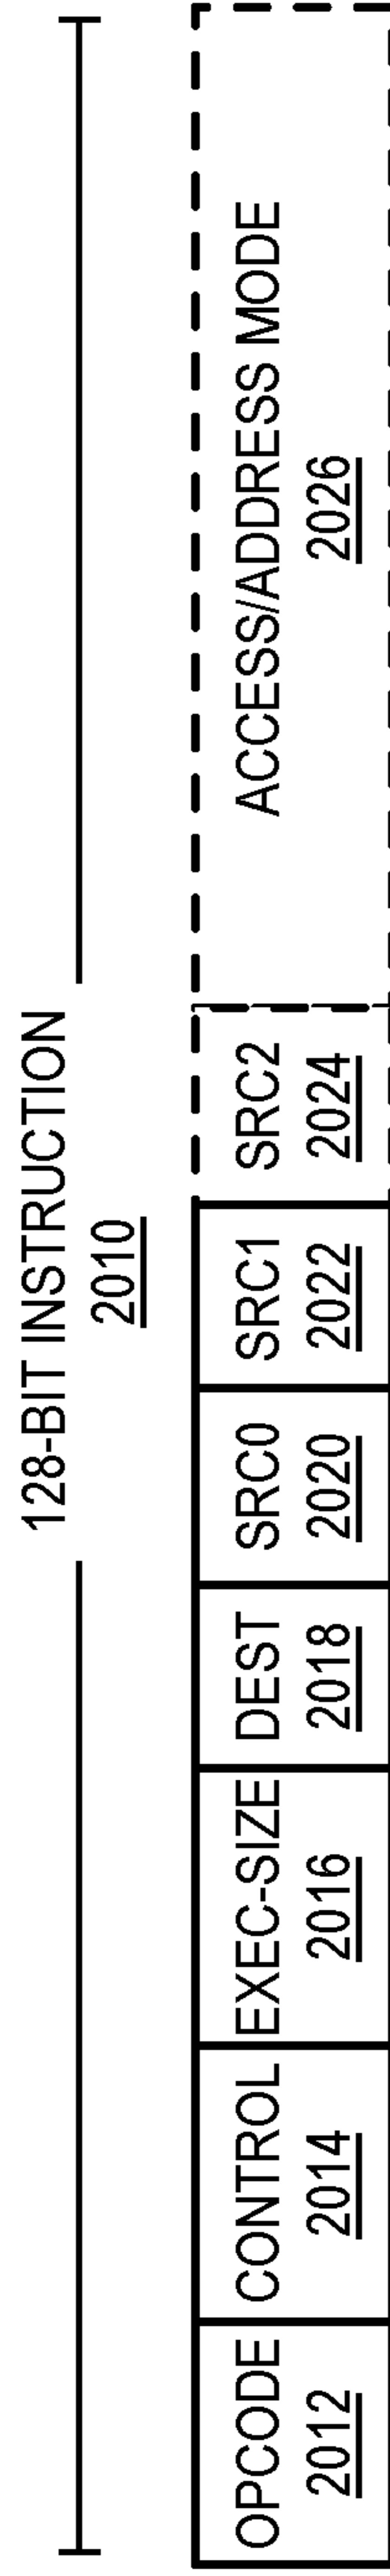 128-BIT INSTRUCTION
2010
OPCODE
2012
CONTROL
2014
EXEC-SIZE
2016
DEST
2018
SRC0
2020
SRC1
2022
SRC2
2024
ACCESS/ADDRESS MODE
2026